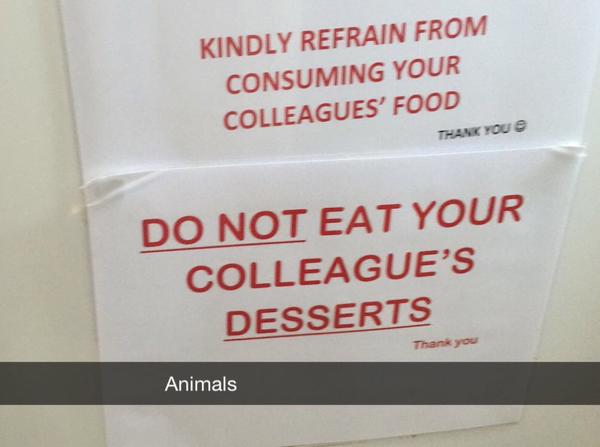 KINDLY REFRAIN FROM
CONSUMING YOUR
COLLEAGUES’ FOOD
THANK YOU ☺
DO NOT EAT YOUR
COLLEAGUE’S
DESSERTS
Thank you
Animals